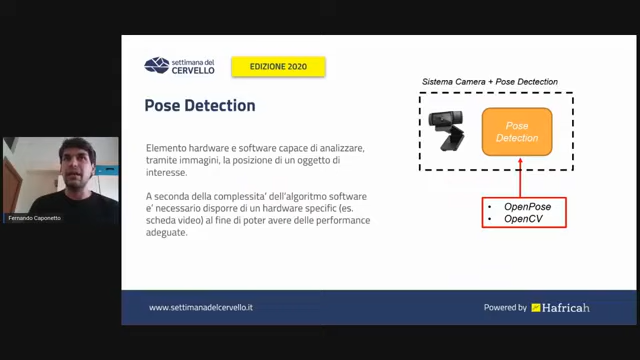 settimana del
CERVELLO
EDIZIONE 2020
Pose Detection
Elemento hardware e software capace di analizzare,
tramite immagini, la posizione di un oggetto di
interesse.
A seconda della complessita' dell'algoritmo software
e' necessario disporre di un hardware specific (es.
scheda video) al fine di poter avere delle performance
adeguate.
Sistema Camera + Pose Dectection
Pose
Detection
• OpenPose
• OpenCV
Fernando Caponetto
www.settimanadelcervello.it
Powered by Hafricah